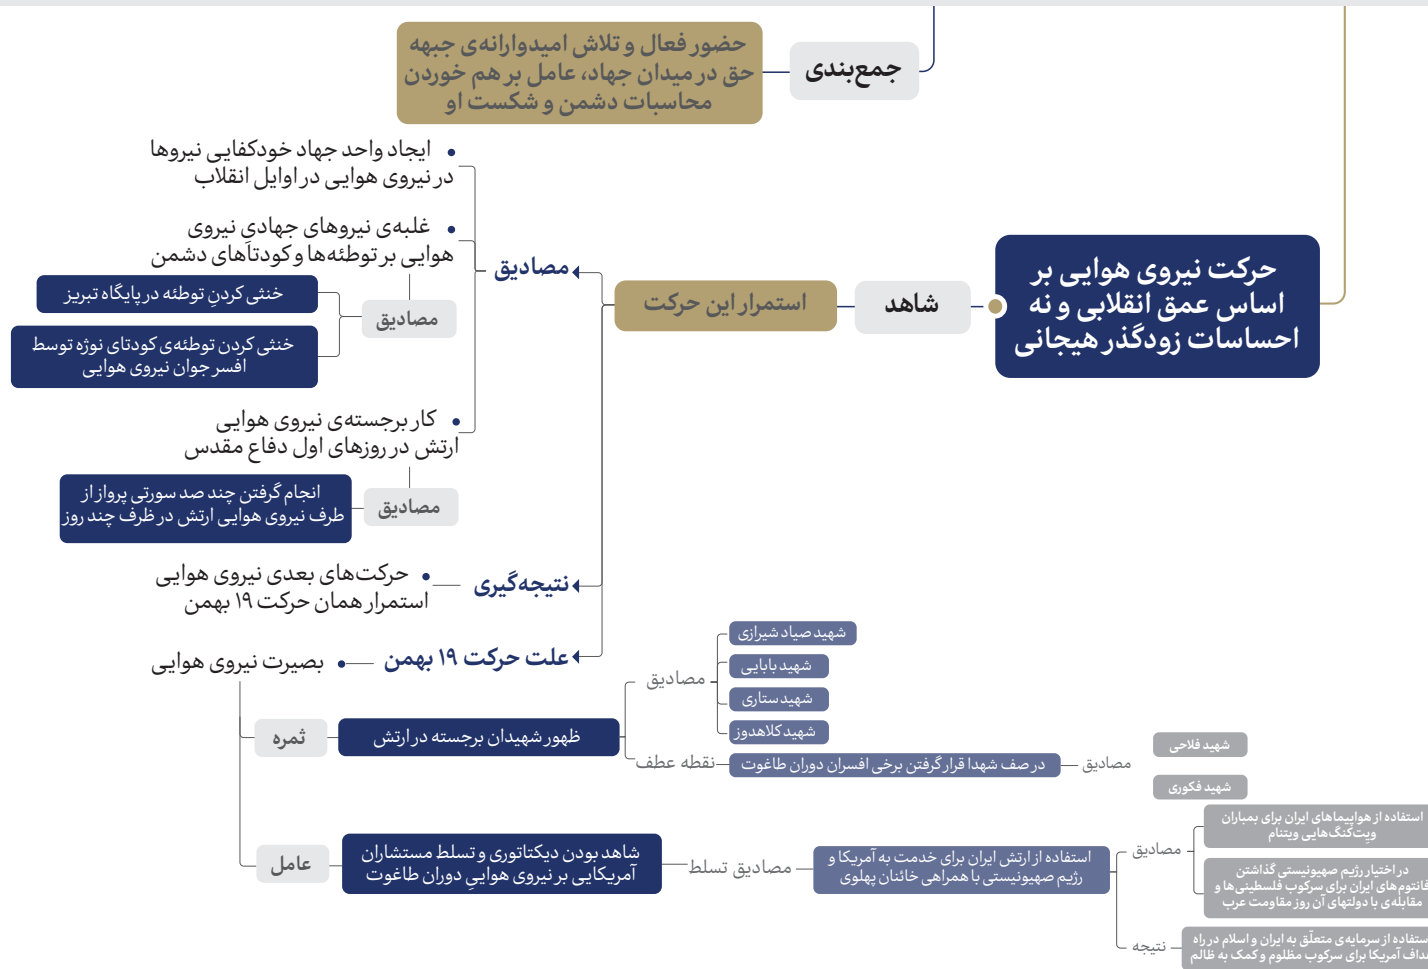 جمع‌بندی
حضور فعال و تلاش امیدوارانه‌ی جبهه
حق در میدان جهاد، عامل بر هم خوردن
محاسبات دشمن و شکست او
حرکت نیروی هوایی بر
اساس عمق انقلابی و نه
احساسات زودگذر هیجانی
شاهد
استمرار این حرکت
مصادیق
• ایجاد واحد جهاد خودکفایی نیروها
در نیروی هوایی در اوایل انقلاب
• غلبه‌ی نیروهای جهادیِ نیروی
هوایی بر توطئه‌ها و کودتاهای دشمن
مصادیق
خنثی کردنِ توطئه در پایگاه تبریز
خنثی کردن توطئه‌ی کودتای نوژه توسط
افسر جوان نیروی هوایی
• کار برجسته‌ی نیروی هوایی
ارتش در روزهای اول دفاع مقدس
مصادیق
انجام گرفتن چند صد سورتی پرواز از
طرف نیروی هوایی ارتش در ظرف چند روز
نتیجه‌گیری
• حرکت‌های بعدی نیروی هوایی
استمرار همان حرکت ۱۹ بهمن
علت حرکت ۱۹ بهمن
• بصیرت نیروی هوایی
ثمره
ظهور شهیدان برجسته در ارتش
مصادیق
شهید صیاد شیرازی
شهید بابایی
شهید ستاری
شهید کلاهدوز
نقطه عطف
در صف شهدا قرار گرفتن برخی افسران دوران طاغوت
مصادیق
شهید فلاحی
شهید فکوری
عامل
شاهد بودن دیکتاتوری و تسلط مستشاران
آمریکایی بر نیروی هواییِ دوران طاغوت
مصادیق تسلط
استفاده از ارتش ایران برای خدمت به آمریکا و
رژیم صهیونیستی با همراهی خائنان پهلوی
مصادیق
استفاده از هواپیماهای ایران برای بمباران
ویِت‌کُنگ‌هایی ویتنام
در اختیار رژیم صهیونیستی گذاشتن
فانتوم‌های ایران برای سرکوب فلسطینی‌ها و
مقابله‌ی با دولتهای آن روز مقاومت عرب
نتیجه
استفاده از سرمایه‌ی متعلّق به ایران و اسلام در راه
اهداف آمریکا برای سرکوب مظلوم و کمک به ظالم